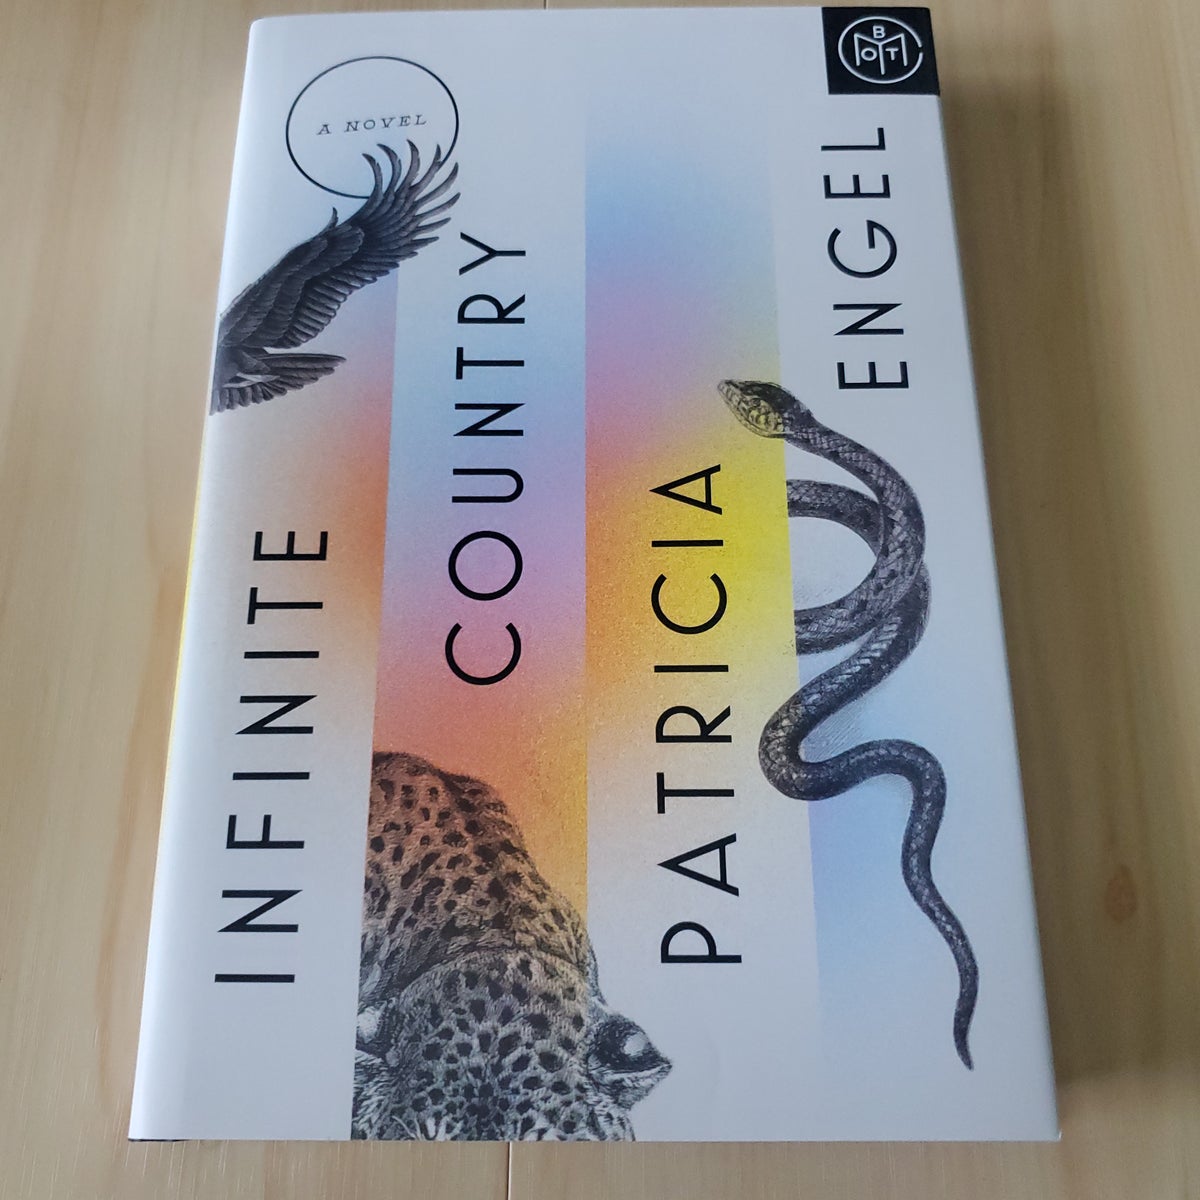 A NOVEL
INFINITE
COUNTRY
PATRICIA
ENGEL
BOTM